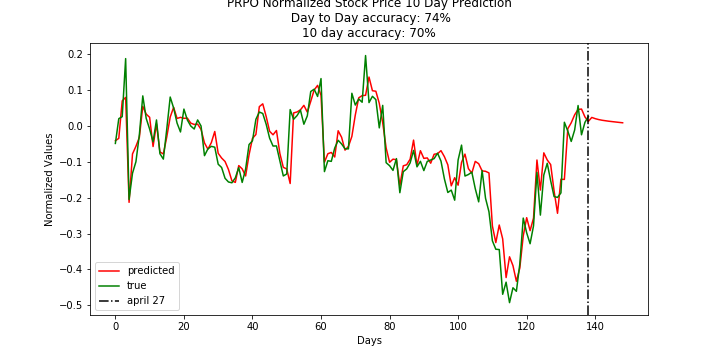 PRPO Normalized Stock Price 10 Day Prediction
Day to Day accuracy: 74%
10 day accuracy: 70%
0.2
0.1
0.0
−0.1
−0.2
−0.3
−0.4
−0.5
Normalized Values
predicted
true
april 27
0 20 40 60 80 100 120 140
Days